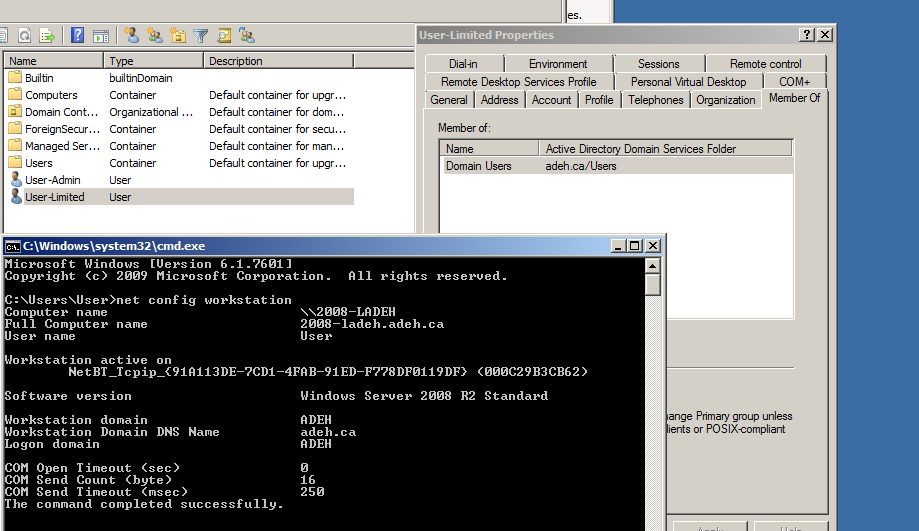 es.
Name Type Description
Builtin builtinDomain
Computers Container Default container for upgr...
Domain Cont... Organizational ... Default container for dom...
ForeignSecur... Container Default container for secu...
Managed Ser... Container Default container for man...
Users Container Default container for upgr...
User-Admin User
User-Limited User
User-Limited Properties
Dial-in Environment Sessions Remote control
Remote Desktop Services Profile Personal Virtual Desktop COM+
General Address Account Profile Telephones Organization Member Of
Member of:
Name Active Directory Domain Services Folder
Domain Users adeh.ca/Users
ange Primary group unless
lients or POSIX-compliant
Apply Help
C:\Windows\system32\cmd.exe
Microsoft Windows [Version 6.1.7601]
Copyright (c) 2009 Microsoft Corporation. All rights reserved.
C:\Users\User>net config workstation
Computer name \\2008-LADEH
Full Computer name 2008-ladeh.adeh.ca
User name User
Workstation active on
NetBT_Tcpip_{91A113DE-7CD1-4FAB-91ED-F778DF0119DF} (000C29B3CB62)
Software version Windows Server 2008 R2 Standard
Workstation domain ADEH
Workstation Domain DNS Name adeh.ca
Logon domain ADEH
COM Open Timeout (sec) 0
COM Send Count (byte) 16
COM Send Timeout (msec) 250
The command completed successfully.